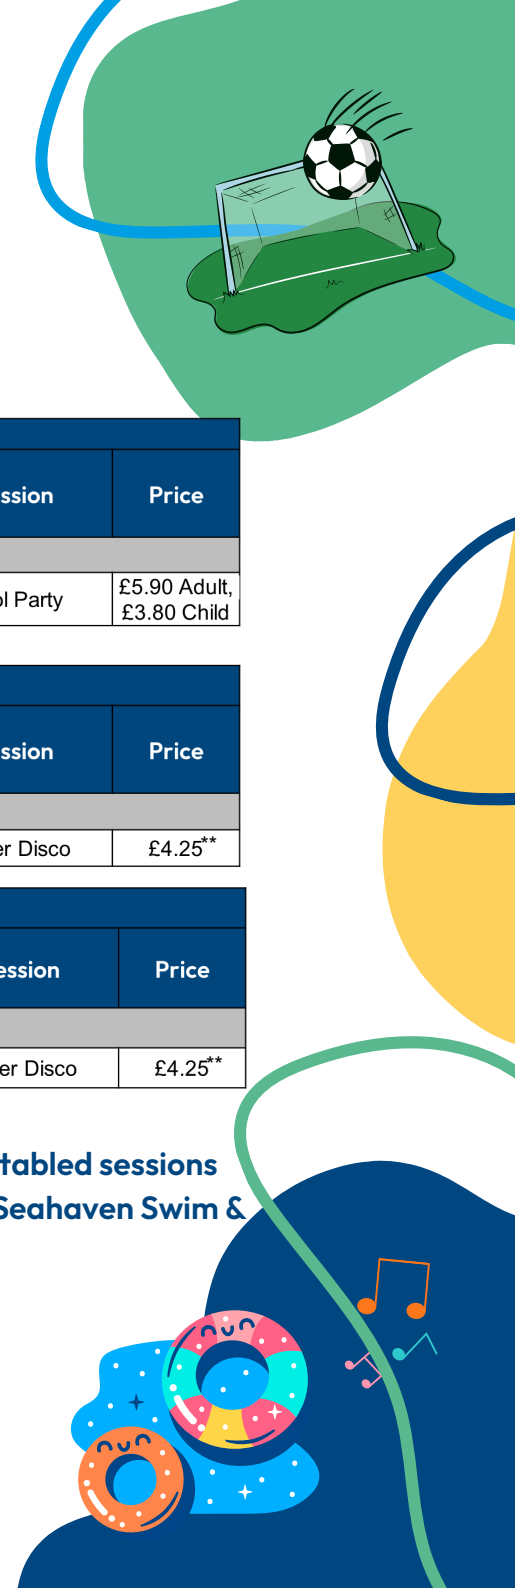 ssion Price
ol Party £5.90 Adult,
£3.80 Child
ssion Price
er Disco £4.25**
ession Price
er Disco £4.25**
tabled sessions
Seahaven Swim &